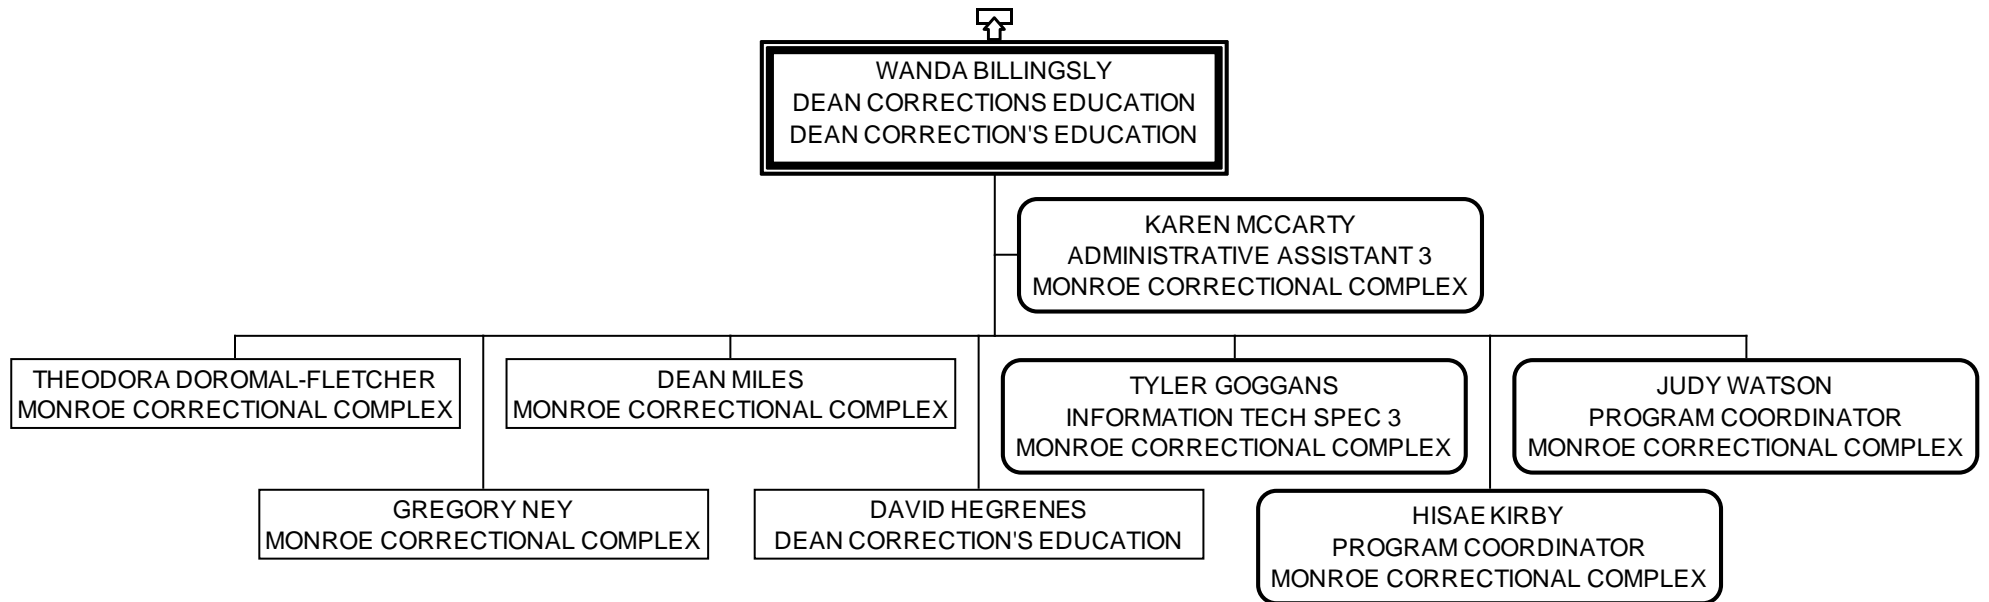 WANDA BILLINGSLY
DEAN CORRECTIONS EDUCATION
DEAN CORRECTION'S EDUCATION
KAREN MCCARTY
ADMINISTRATIVE ASSISTANT 3
MONROE CORRECTIONAL COMPLEX
THEODORA DOROMAL-FLETCHER
MONROE CORRECTIONAL COMPLEX
DEAN MILES
MONROE CORRECTIONAL COMPLEX
TYLER GOGGANS
INFORMATION TECH SPEC 3
MONROE CORRECTIONAL COMPLEX
JUDY WATSON
PROGRAM COORDINATOR
MONROE CORRECTIONAL COMPLEX
GREGORY NEY
MONROE CORRECTIONAL COMPLEX
DAVID HEGRENES
DEAN CORRECTION'S EDUCATION
HISAE KIRBY
PROGRAM COORDINATOR
MONROE CORRECTIONAL COMPLEX